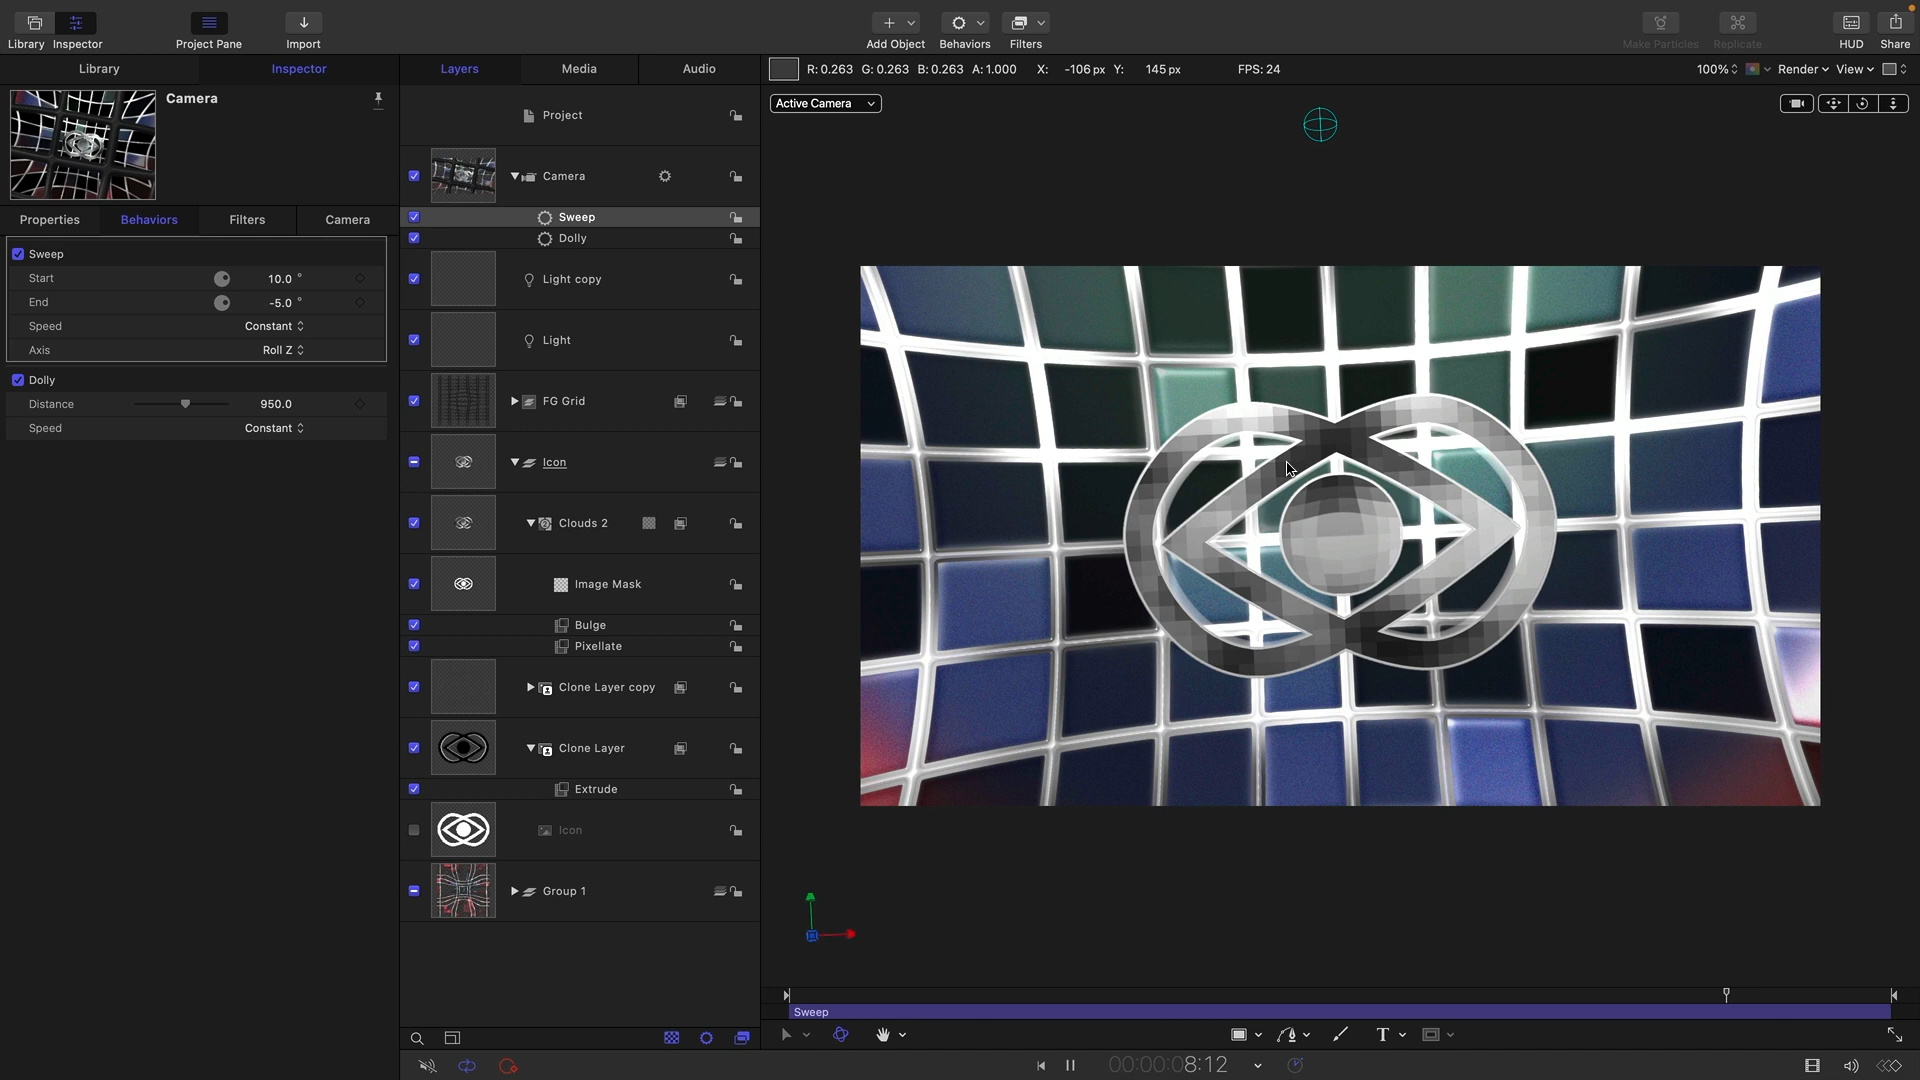 Library Inspector Project Pane Import Add Object Behaviors Filters Make Particles Replicate HUD Share
Library Inspector Layers Media Audio R: 0.263 G: 0.263 B: 0.263 A: 1.000 X: -106 px Y: 145 px FPS: 24 100% Render View
Camera
Active Camera
Project
Camera
Properties Behaviors Filters Camera
Sweep
Dolly
Sweep
Start 10.0 °
End -5.0 °
Speed Constant
Axis Roll Z
Dolly
Distance 950.0
Speed Constant
Light copy
Light
FG Grid
Icon
Clouds 2
Image Mask
Bulge
Pixellate
Clone Layer copy
Clone Layer
Extrude
Icon
Group 1
Sweep
T
00:00:08:12